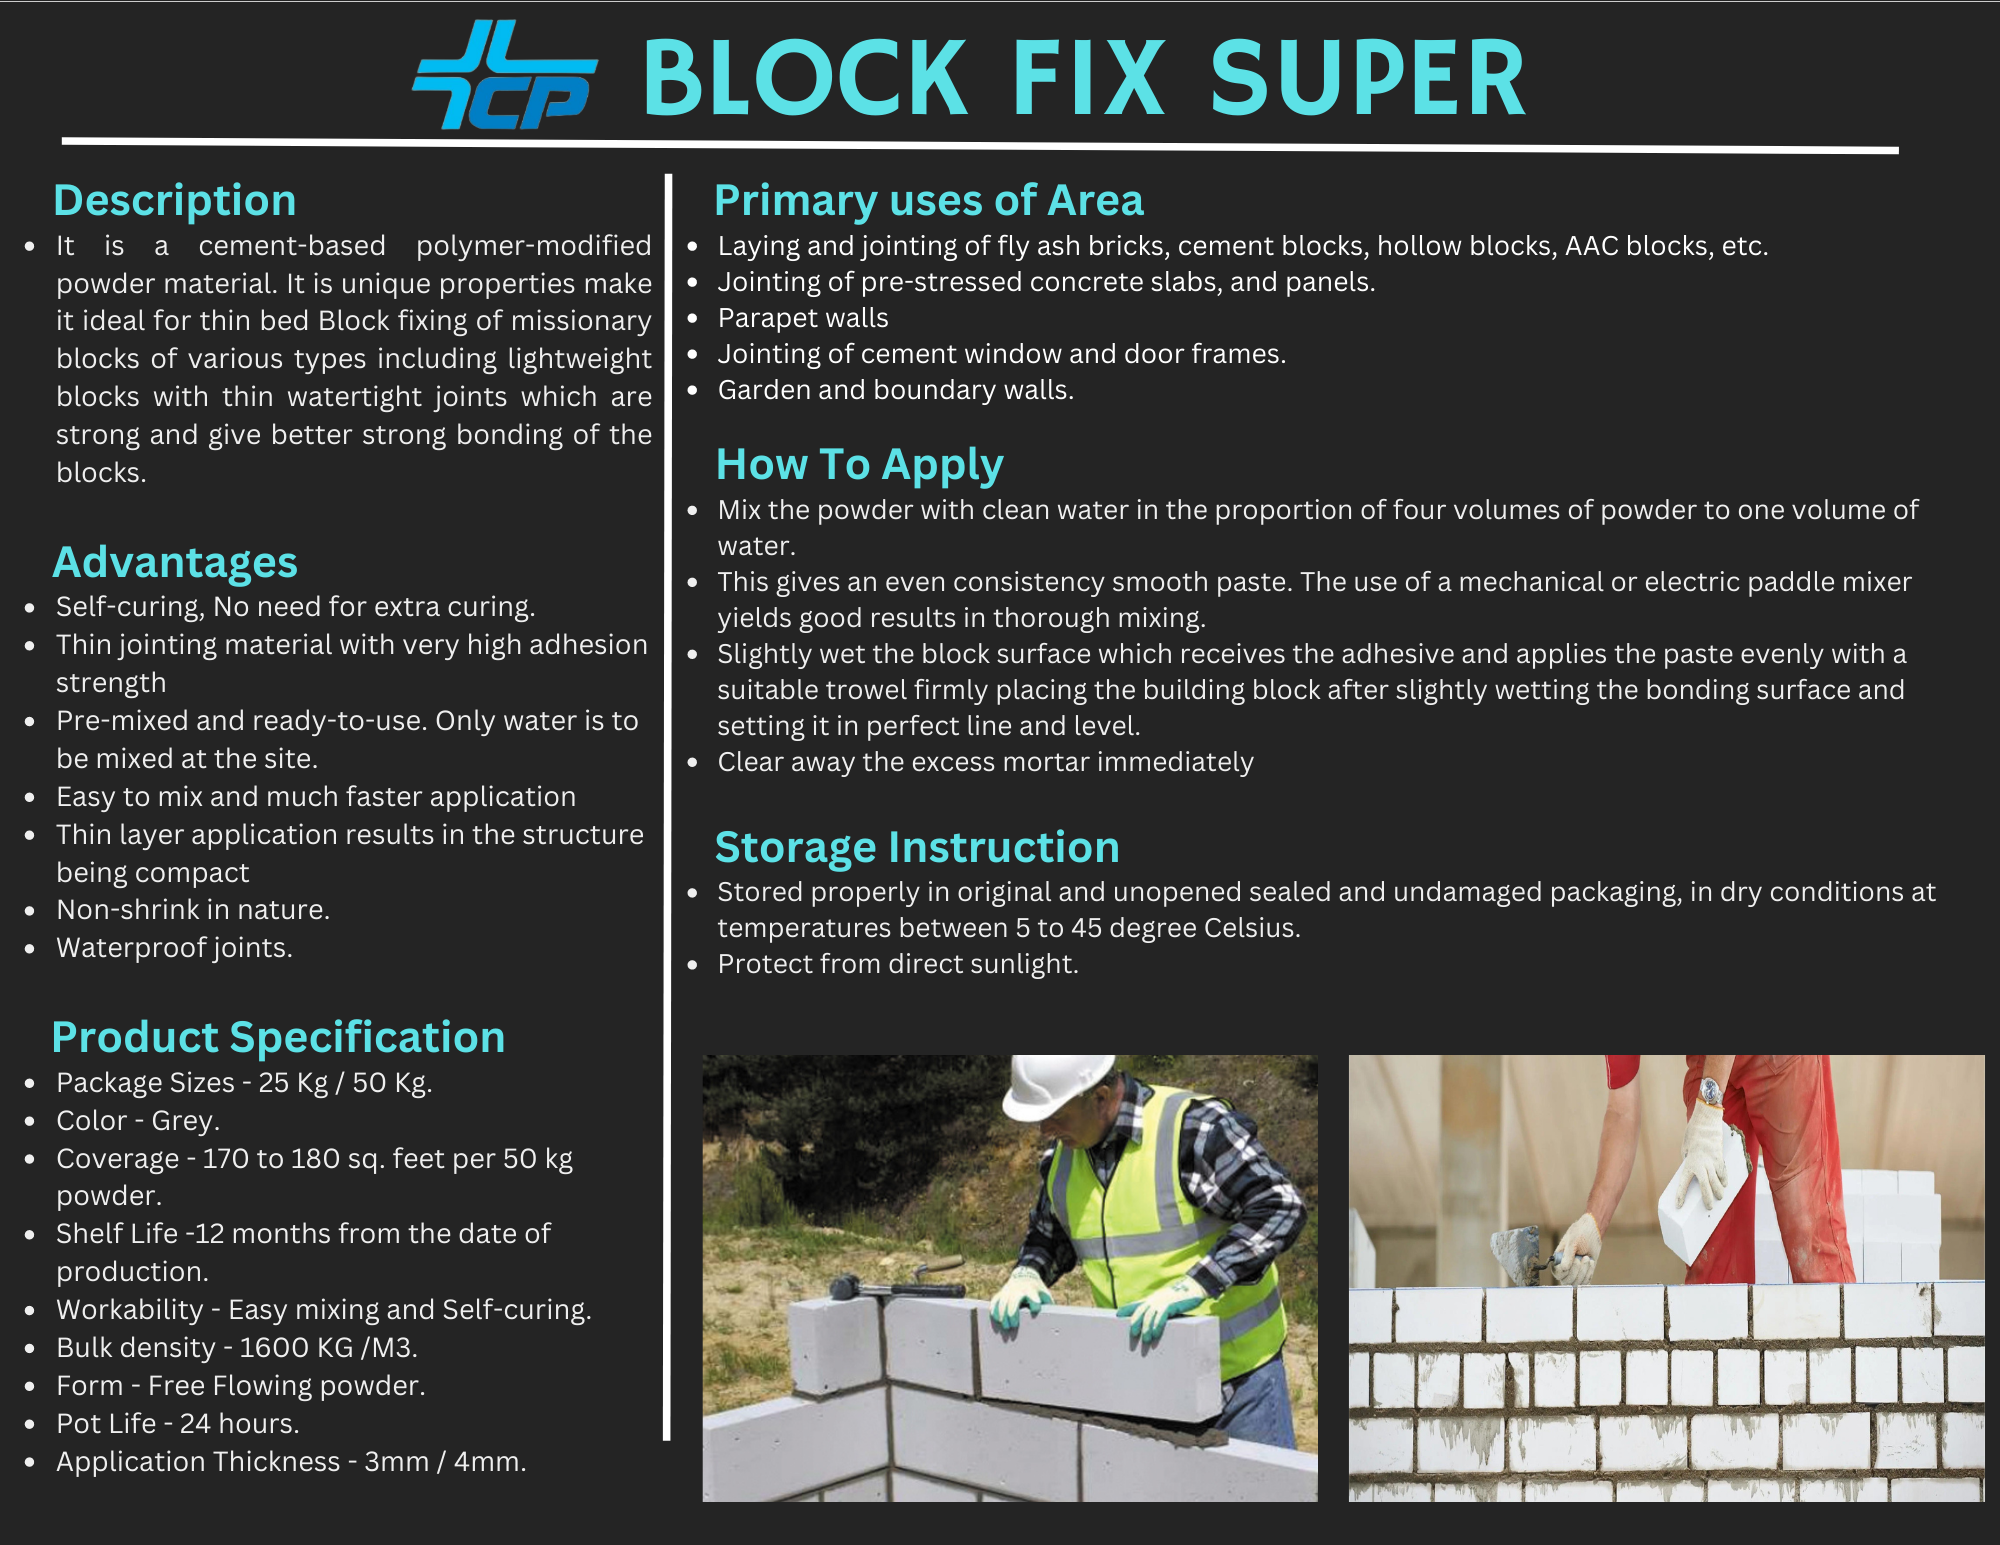 CP BLOCK FIX SUPER
Description
• It is a cement-based polymer-modified
powder material. It is unique properties make
it ideal for thin bed Block fixing of missionary
blocks of various types including lightweight
blocks with thin watertight joints which are
strong and give better strong bonding of the
blocks.
Advantages
• Self-curing, No need for extra curing.
• Thin jointing material with very high adhesion
strength
• Pre-mixed and ready-to-use. Only water is to
be mixed at the site.
• Easy to mix and much faster application
• Thin layer application results in the structure
being compact
• Non-shrink in nature.
• Waterproof joints.
Product Specification
• Package Sizes - 25 Kg / 50 Kg.
• Color - Grey.
• Coverage - 170 to 180 sq. feet per 50 kg
powder.
• Shelf Life -12 months from the date of
production.
• Workability - Easy mixing and Self-curing.
• Bulk density - 1600 KG /M3.
• Form - Free Flowing powder.
• Pot Life - 24 hours.
• Application Thickness - 3mm / 4mm.
Primary uses of Area
• Laying and jointing of fly ash bricks, cement blocks, hollow blocks, AAC blocks, etc.
• Jointing of pre-stressed concrete slabs, and panels.
• Parapet walls
• Jointing of cement window and door frames.
• Garden and boundary walls.
How To Apply
• Mix the powder with clean water in the proportion of four volumes of powder to one volume of
water.
• This gives an even consistency smooth paste. The use of a mechanical or electric paddle mixer
yields good results in thorough mixing.
• Slightly wet the block surface which receives the adhesive and applies the paste evenly with a
suitable trowel firmly placing the building block after slightly wetting the bonding surface and
setting it in perfect line and level.
• Clear away the excess mortar immediately
Storage Instruction
• Stored properly in original and unopened sealed and undamaged packaging, in dry conditions at
temperatures between 5 to 45 degree Celsius.
• Protect from direct sunlight.